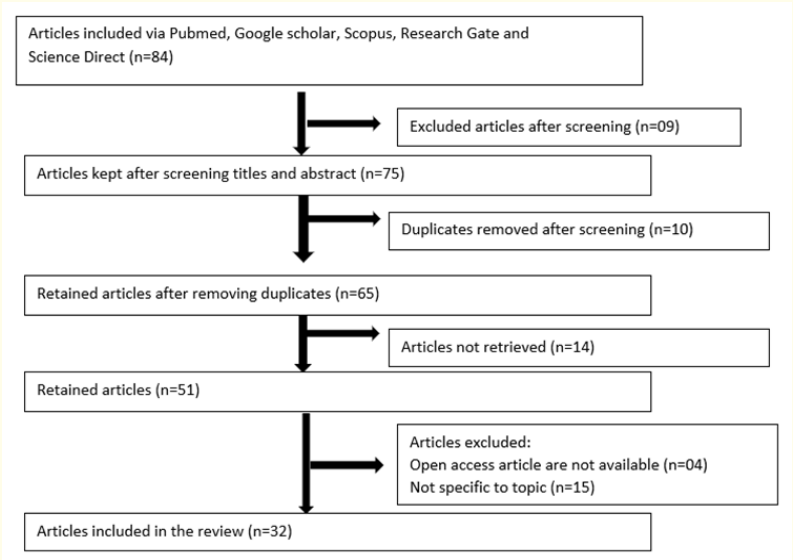 Articles included via Pubmed, Google scholar, Scopus, Research Gate and
Science Direct (n=84)
Excluded articles after screening (n=09)
Articles kept after screening titles and abstract (n=75)
Duplicates removed after screening (n=10)
Retained articles after removing duplicates (n=65)
Articles not retrieved (n=14)
Retained articles (n=51)
Articles excluded:
Open access article are not available (n=04)
Not specific to topic (n=15)
Articles included in the review (n=32)